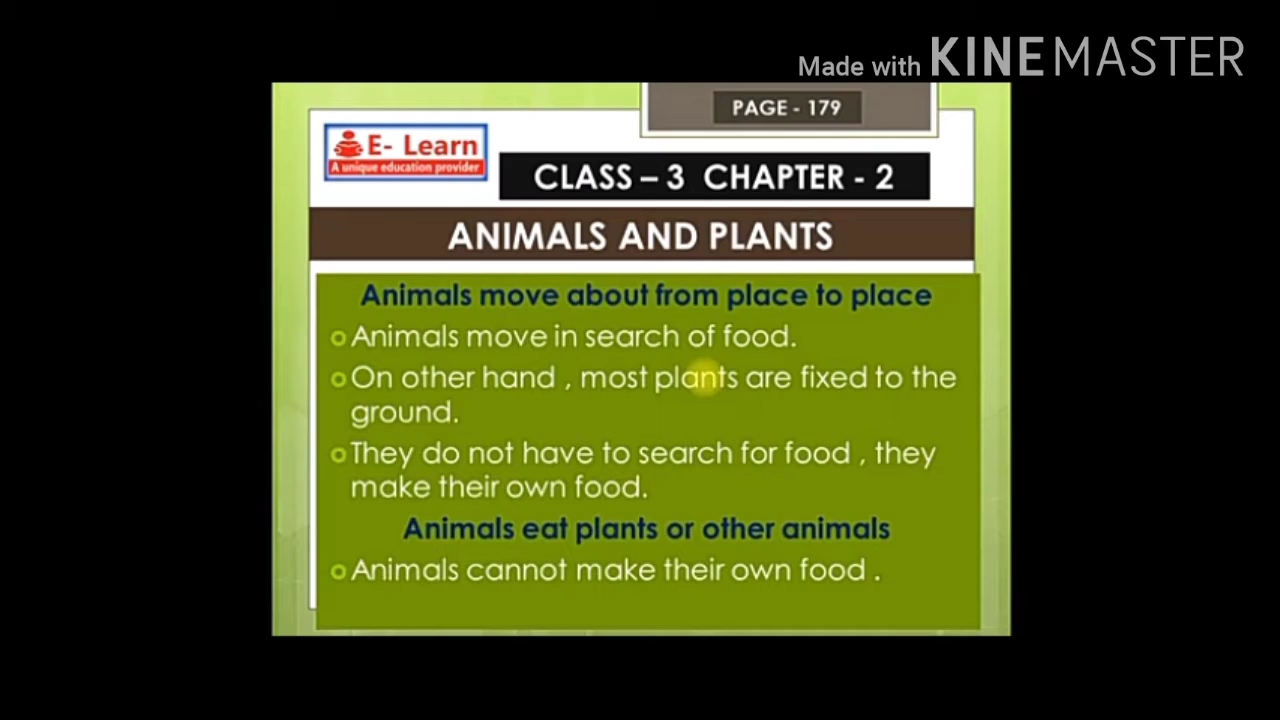 Made with KINEMASTER
PAGE - 179
E- Learn
A unique education provider
CLASS – 3 CHAPTER - 2
ANIMALS AND PLANTS
Animals move about from place to place
Animals move in search of food.
On other hand , most plants are fixed to the
ground.
They do not have to search for food , they
make their own food.
Animals eat plants or other animals
Animals cannot make their own food .